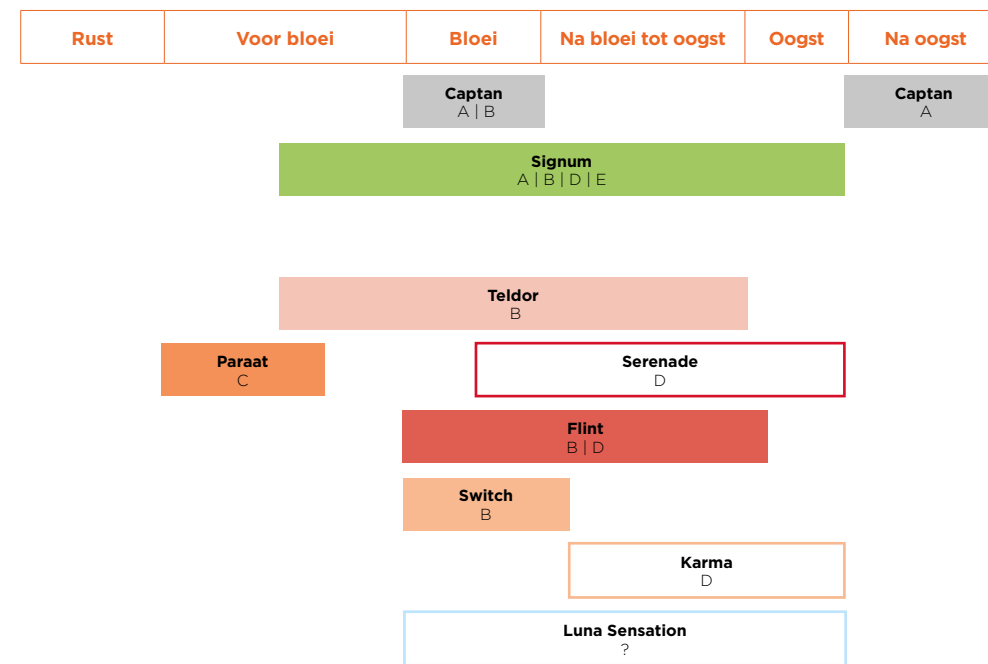 Rust Voor bloei Bloei Na bloei tot oogst Oogst Na oogst
Captan Captan
A | B A
Signum
A | B | D | E
Teldor
B
Paraat Serenade
C D
Flint
B | D
Switch
B
Karma
D
Luna Sensation
?